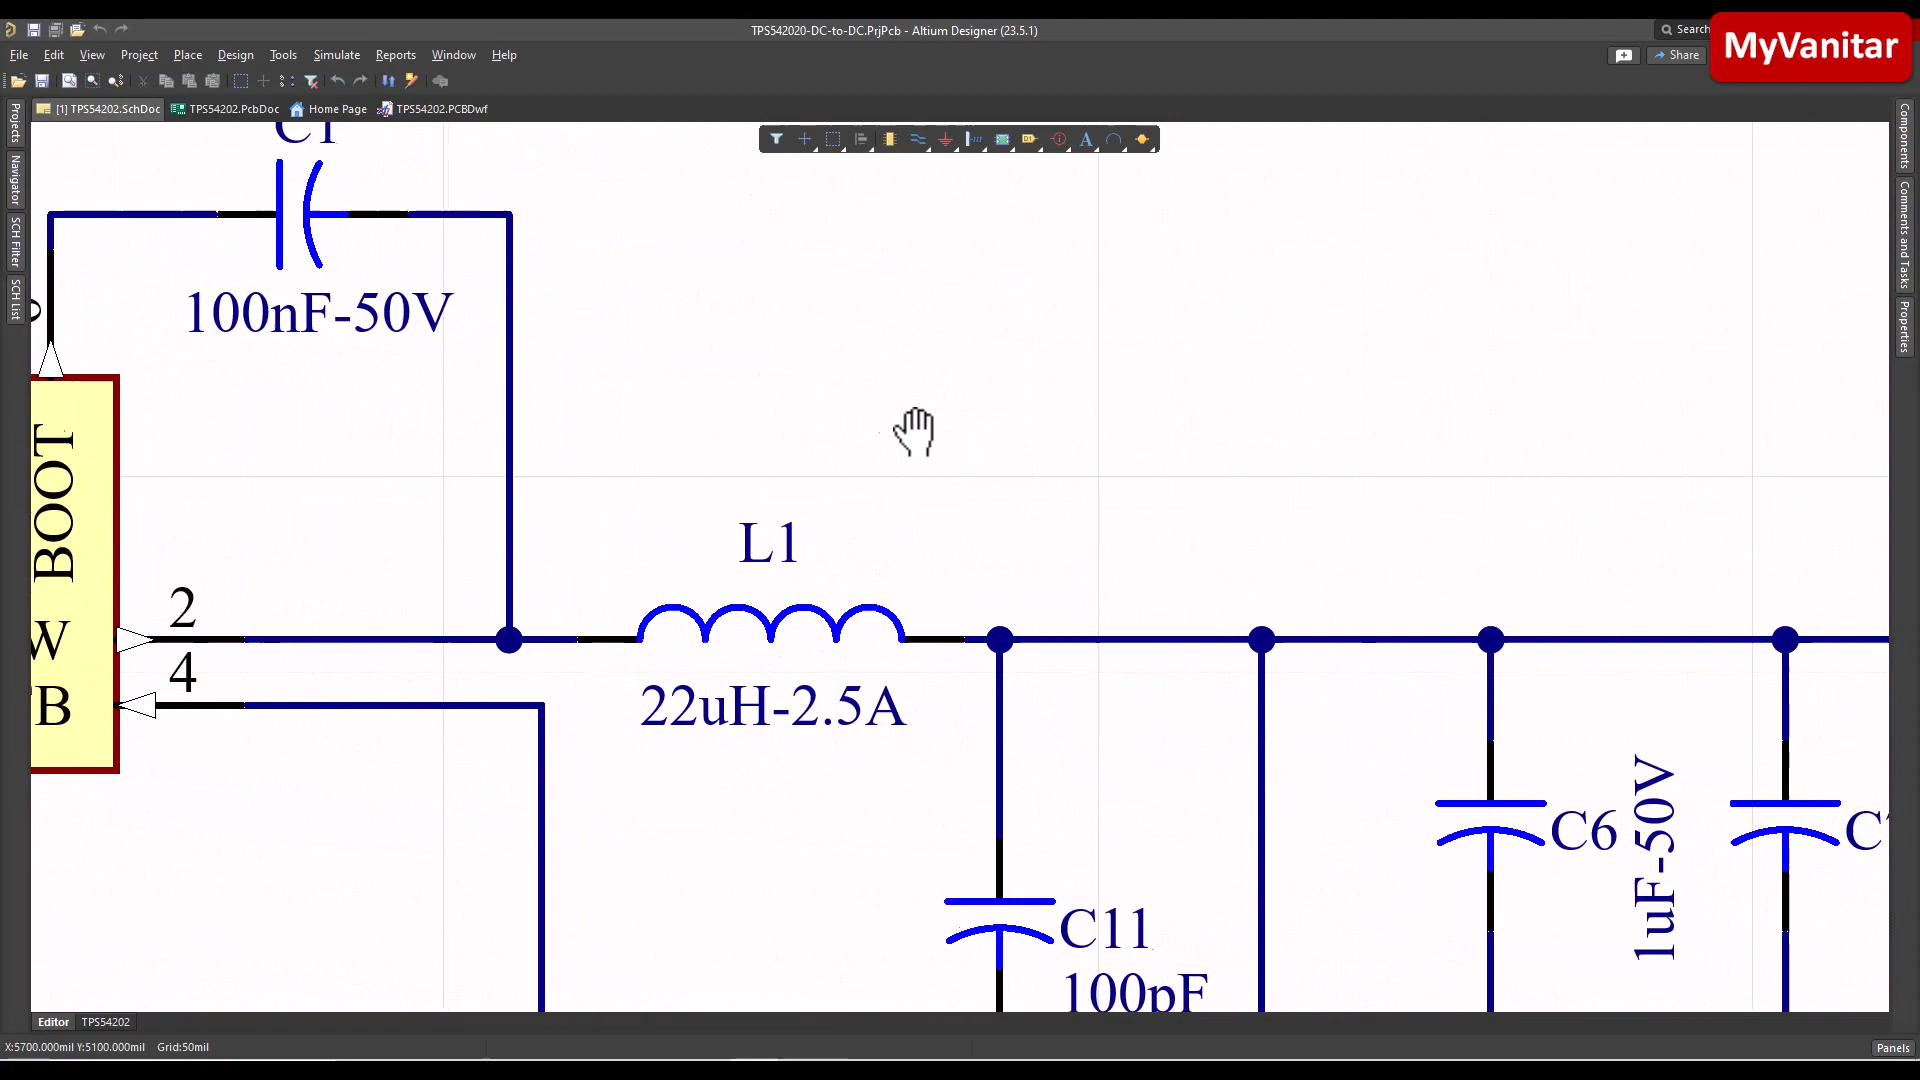 TPS542020-DC-to-DC.PrjPcb - Altium Designer (23.5.1)
Search
MyVanitar
File Edit View Project Place Design Tools Simulate Reports Window Help
Share
[1] TPS54202.SchDoc TPS54202.PcbDoc Home Page TPS54202.PCBDwf
Projects
Navigator
SCH Filter
SCH List
Components
Comments and Tasks
Properties
C1
100nF-50V
BOOT
2
W
4
B
L1
22uH-2.5A
C11
100pF
C6
1uF-50V
Editor TPS54202
X:5700.000mil Y:5100.000mil Grid:50mil
Panels